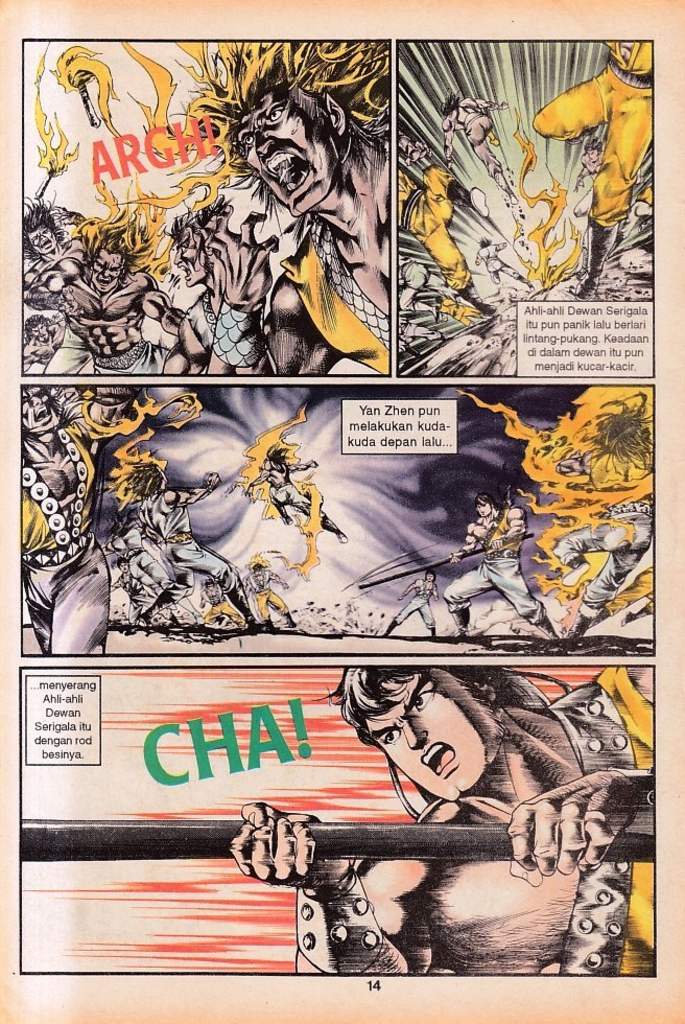 ARGH!
Ahli-ahli Dewan Serigala
itu pun panik lalu berlari
lintang-pukang. Keadaan
di dalam dewan itu pun
menjadi kucar-kacir.
Yan Zhen pun
melakukan kuda-
kuda depan lalu...
...menyerang
Ahli-ahli
Dewan
Serigala itu
dengan rod
besinya.
CHA!
14